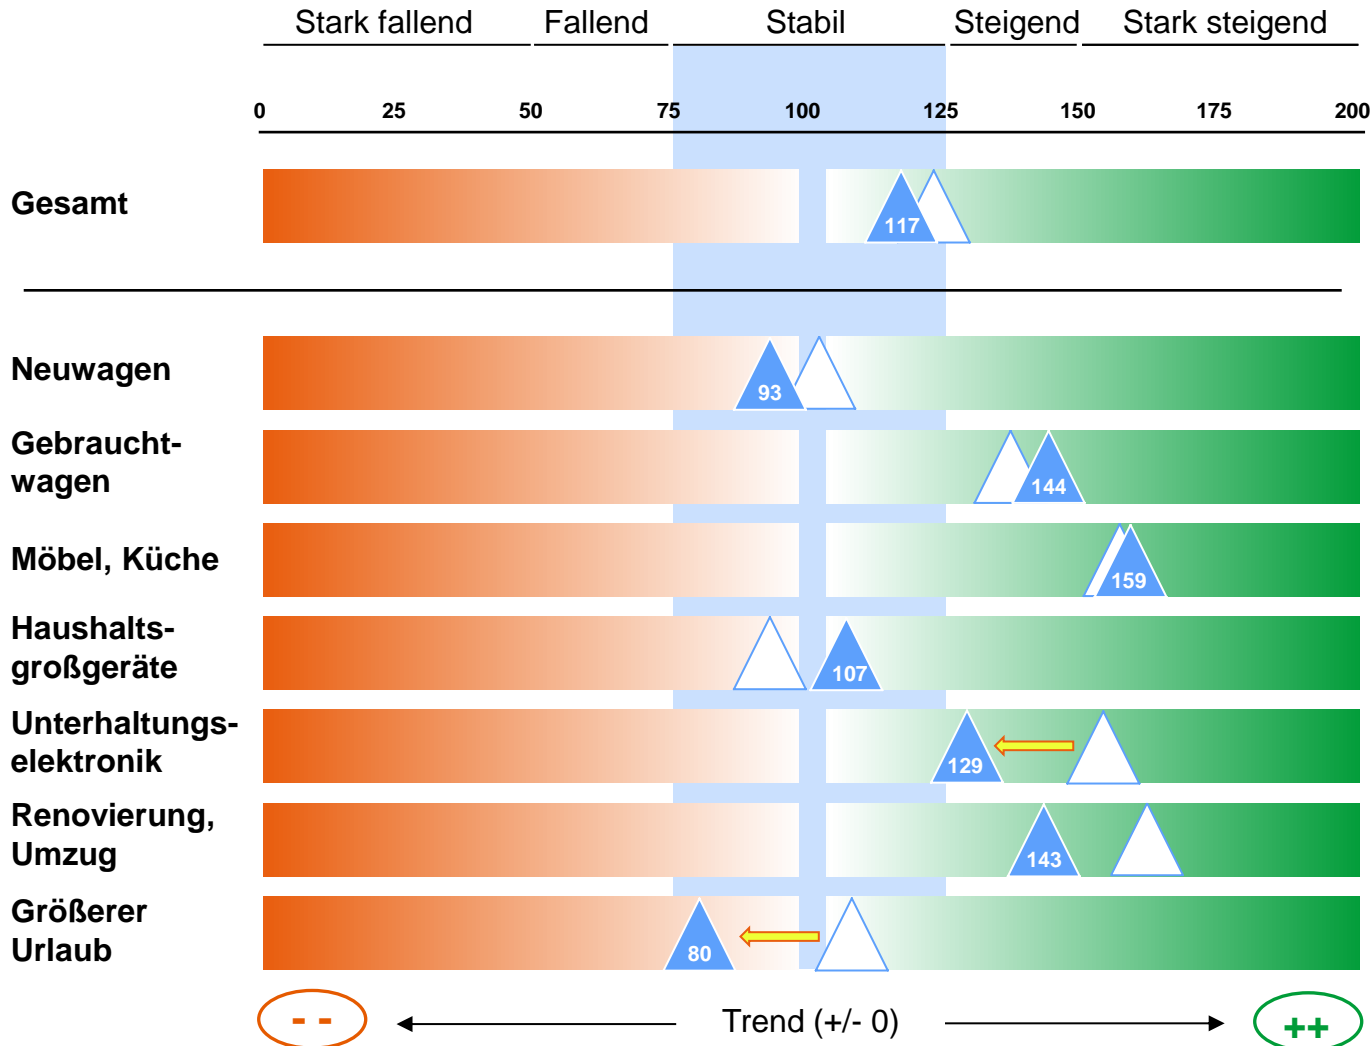 Stark fallend Fallend Stabil Steigend Stark steigend
0 25 50 75 100 125 150 175 200
Gesamt
117
Neuwagen
93
Gebraucht-
wagen
144
Möbel, Küche
159
Haushalts-
großgeräte
107
Unterhaltungs-
elektronik
129
Renovierung,
Umzug
143
Größerer
Urlaub
80
- - Trend (+/- 0) ++